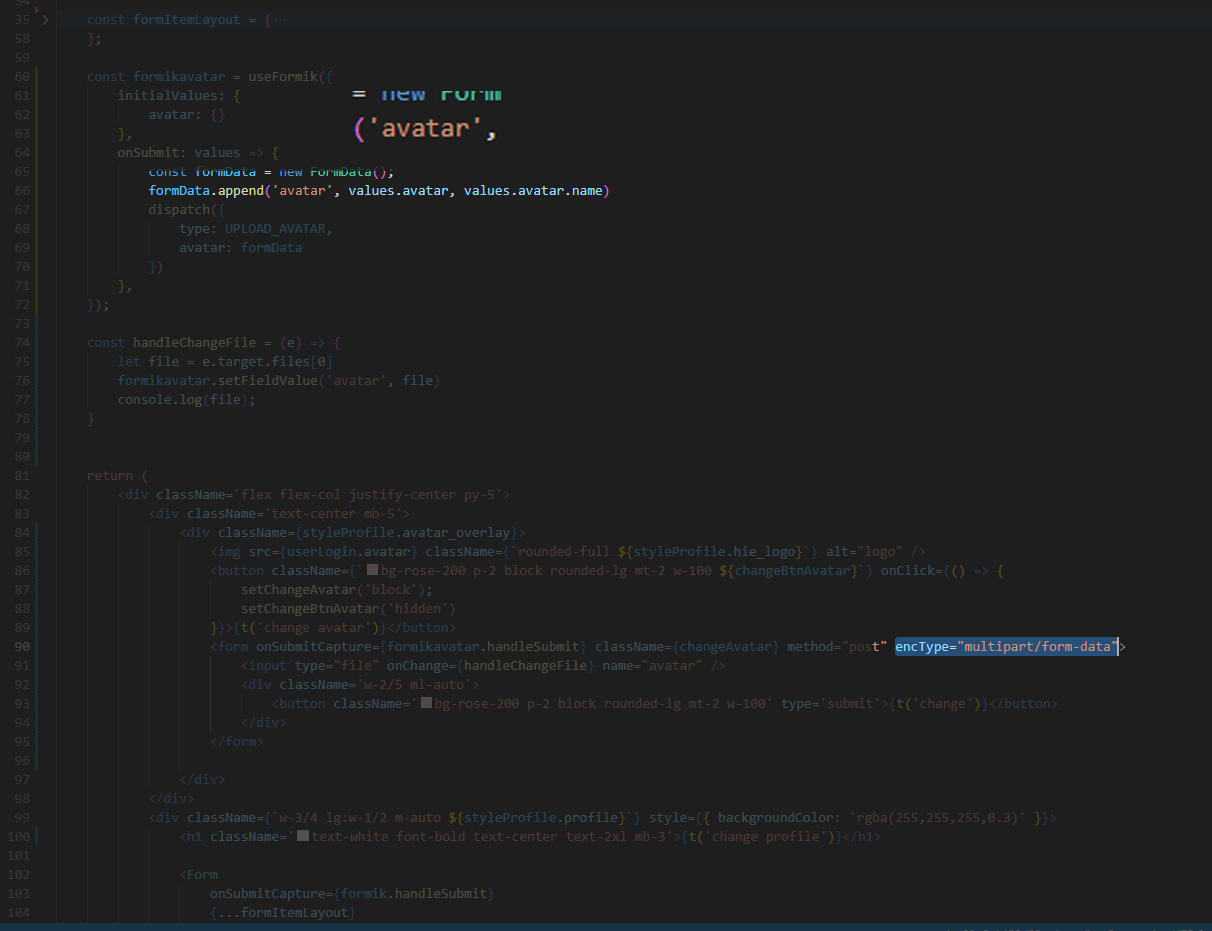 34
35 const formItemLayout = { ···
58 };
59
60 const formikavatar = useFormik({
61 initialValues: {
62 avatar: {}
63 },
64 onSubmit: values => {
= new Form
('avatar',
65 const formData = new FormData();
66 formData.append('avatar', values.avatar, values.avatar.name)
67 dispatch({
68 type: UPLOAD_AVATAR,
69 avatar: formData
70 })
71 },
72 });
73
74 const handleChangeFile = (e) => {
75 let file = e.target.files[0]
76 formikavatar.setFieldValue('avatar', file)
77 console.log(file);
78 }
79
80
81 return (
82 <div className='flex flex-col justify-center py-5'>
83 <div className='text-center mb-5'>
84 <div className={styleProfile.avatar_overlay}>
85 <img src={userLogin.avatar} className={`rounded-full ${styleProfile.hie_logo}`} alt="logo" />
86 <button className={`bg-rose-200 p-2 block rounded-lg mt-2 w-100 ${changeBtnAvatar}`} onClick={() => {
87 setChangeAvatar('block');
88 setChangeBtnAvatar('hidden')
89 }}>{t('change avatar')}</button>
90 <form onSubmitCapture={formikavatar.handleSubmit} className={changeAvatar} method="post" encType="multipart/form-data">
91 <input type="file" onChange={handleChangeFile} name="avatar" />
92 <div className='w-2/5 ml-auto'>
93 <button className='bg-rose-200 p-2 block rounded-lg mt-2 w-100' type='submit'>{t('change')}</button>
94 </div>
95 </form>
96
97 </div>
98 </div>
99 <div className={`w-3/4 lg:w-1/2 m-auto ${styleProfile.profile}`} style={{ backgroundColor: 'rgba(255,255,255,0.3)' }}>
100 <h1 className='text-white font-bold text-center text-2xl mb-3'>{t('change profile')}</h1>
101
102 <Form
103 onSubmitCapture={formik.handleSubmit}
104 {...formItemLayout}